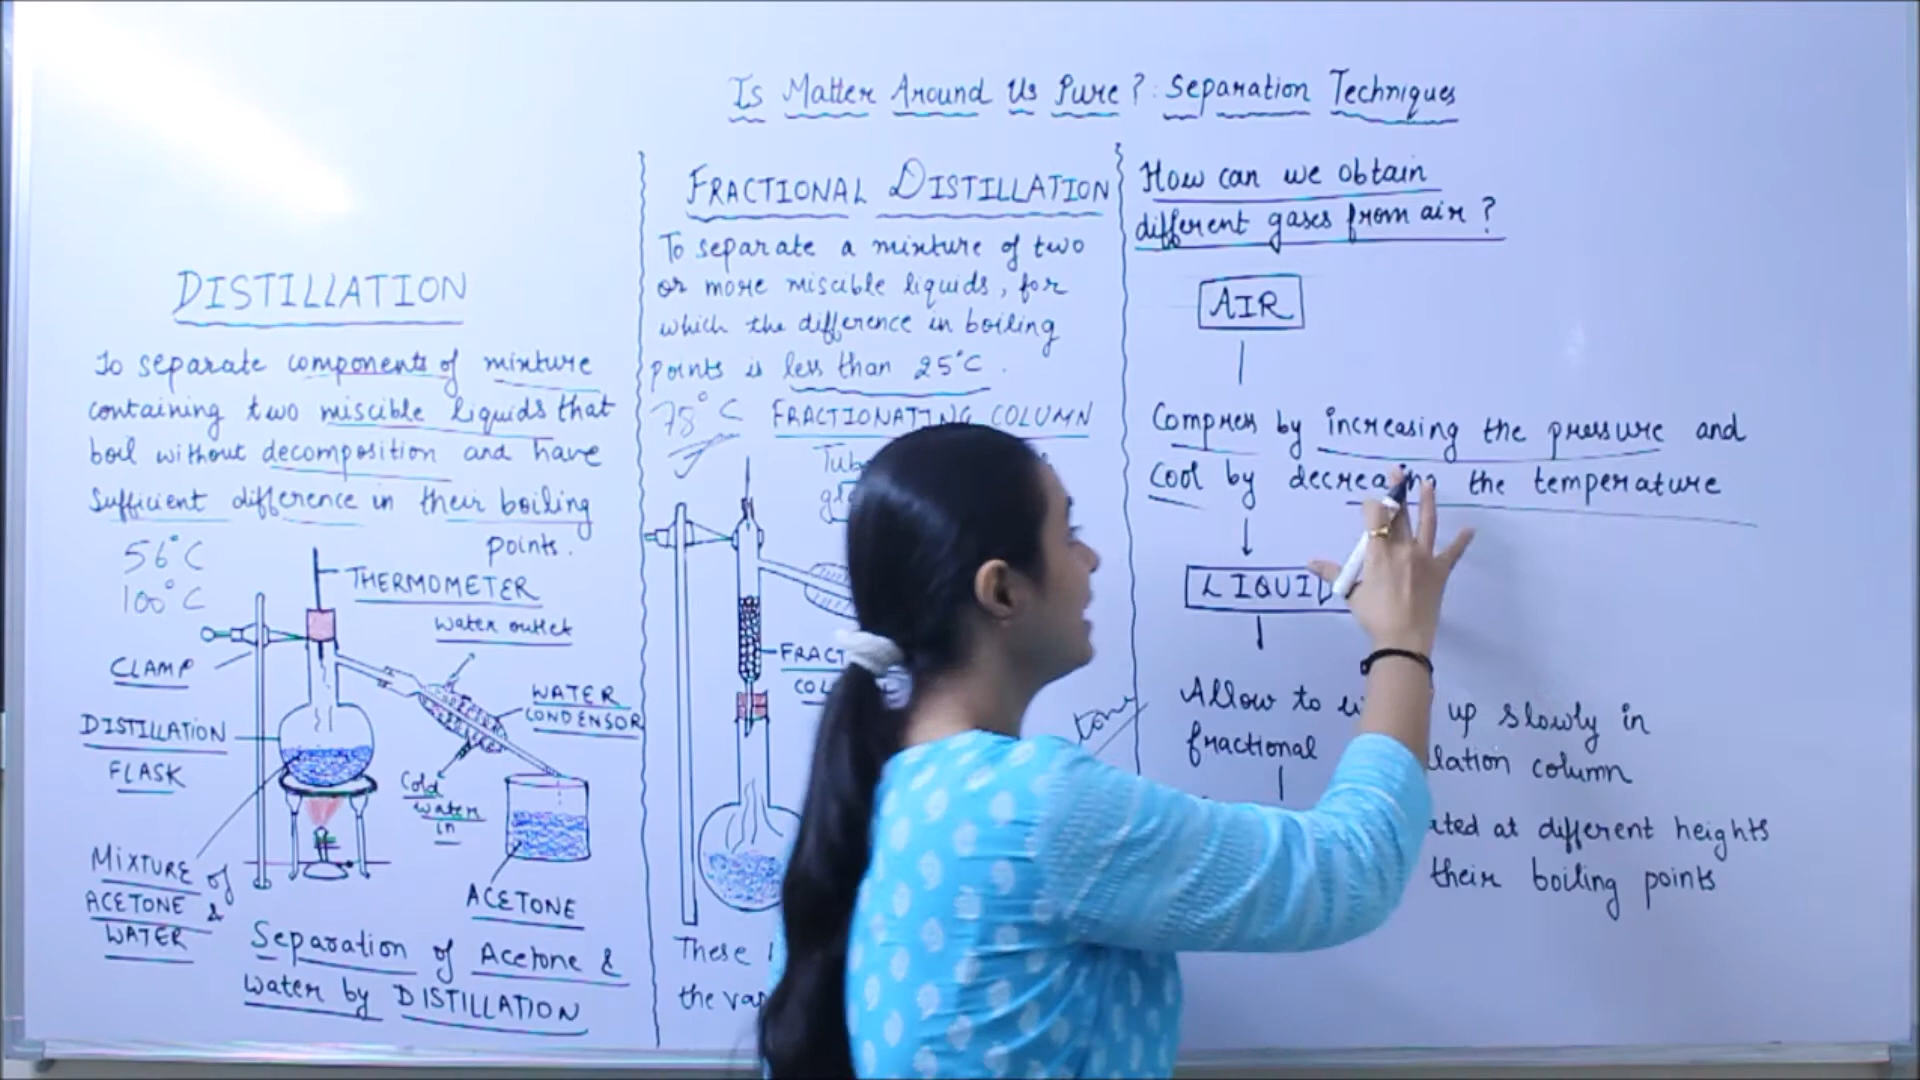 Is Matter Around Us Pure? : Separation Techniques
DISTILLATION
To separate components of mixture
containing two miscible liquids that
boil without decomposition and have
sufficient difference in their boiling
points.
56°C
100°C
THERMOMETER
Water outlet
CLAMP
WATER
CONDENSOR
DISTILLATION
FLASK
Cold
water
in
MIXTURE of
ACETONE &
WATER
ACETONE
Separation of Acetone &
Water by DISTILLATION
FRACTIONAL DISTILLATION
To separate a mixture of two
or more miscible liquids, for
which the difference in boiling
points is less than 25°C.
78°C
FRACTIONATING COLUMN
These
the
How can we obtain
different gases from air?
AIR
Compress by increasing the pressure and
cool by decreasing the temperature
Allow to up slowly in
fractional column
at different heights
their boiling points